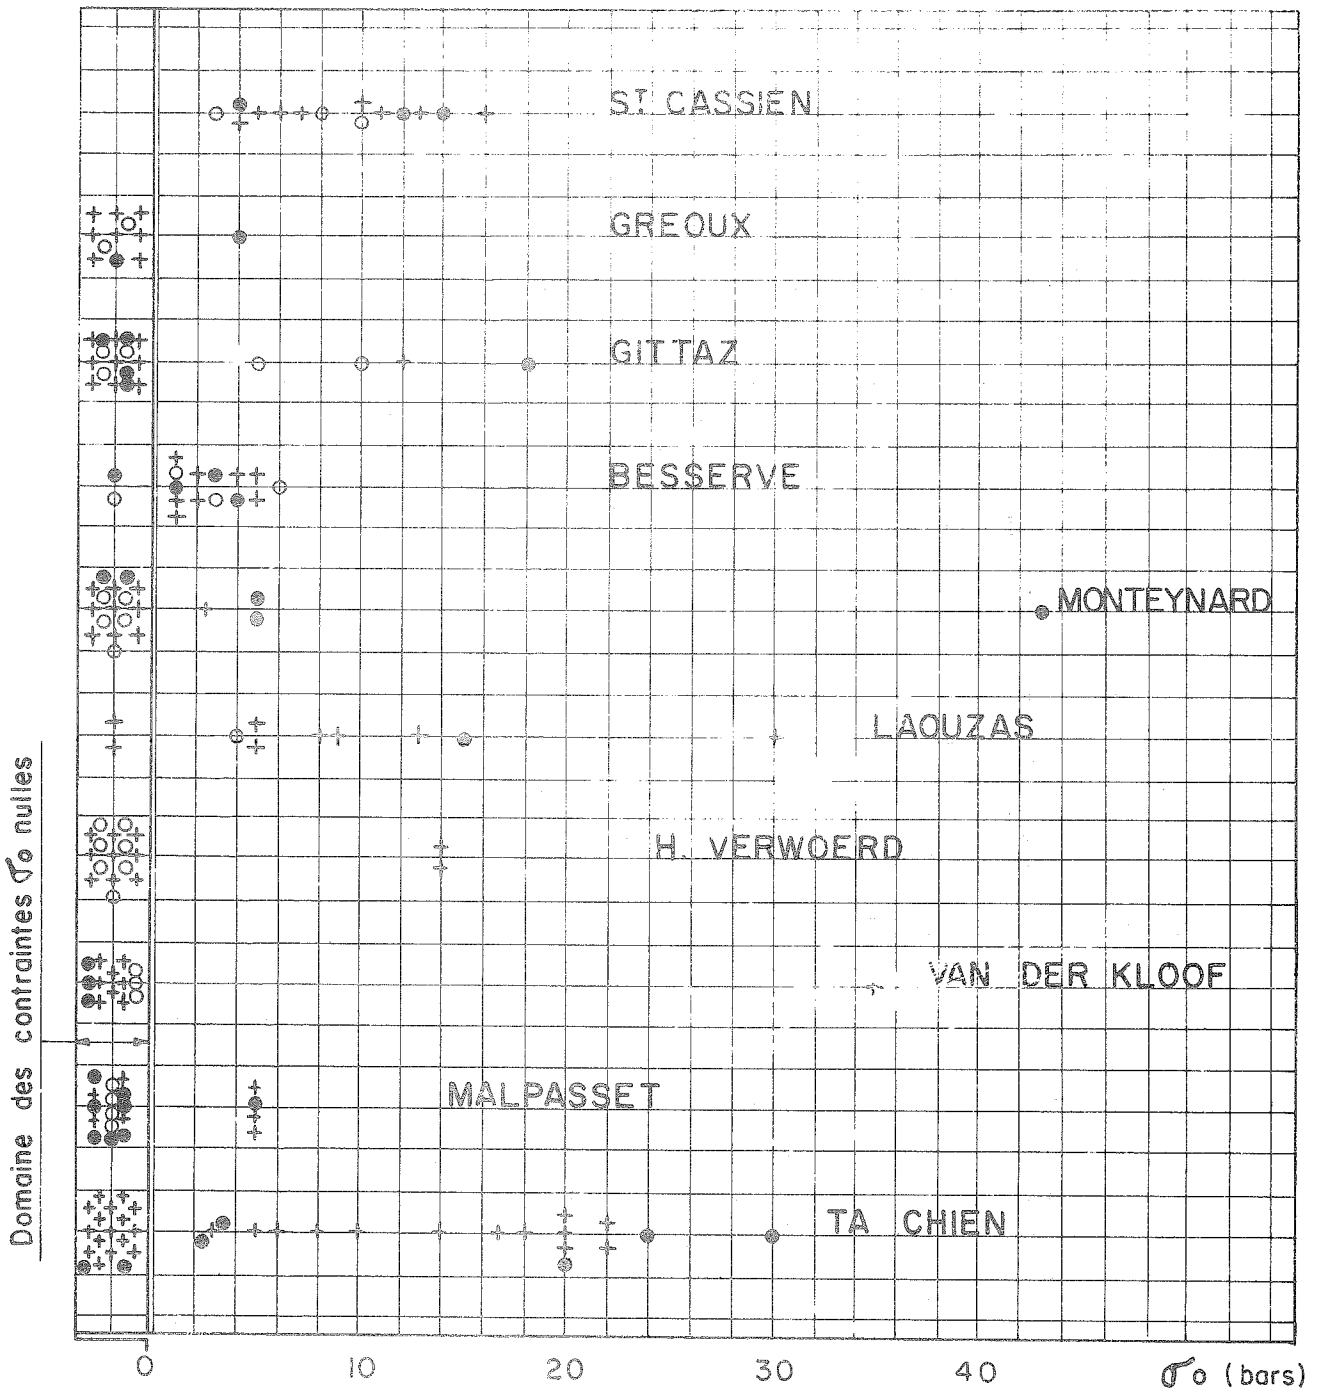 ST CASSIEN
GREOUX
GITTAZ
BESSERVE
MONTEYNARD
LAOUZAS
H. VERWOERD
VAN DER KLOOF
MALPASSET
TA CHIEN
Domaine des contraintes σo nulles
0 10 20 30 40 σo (bars)